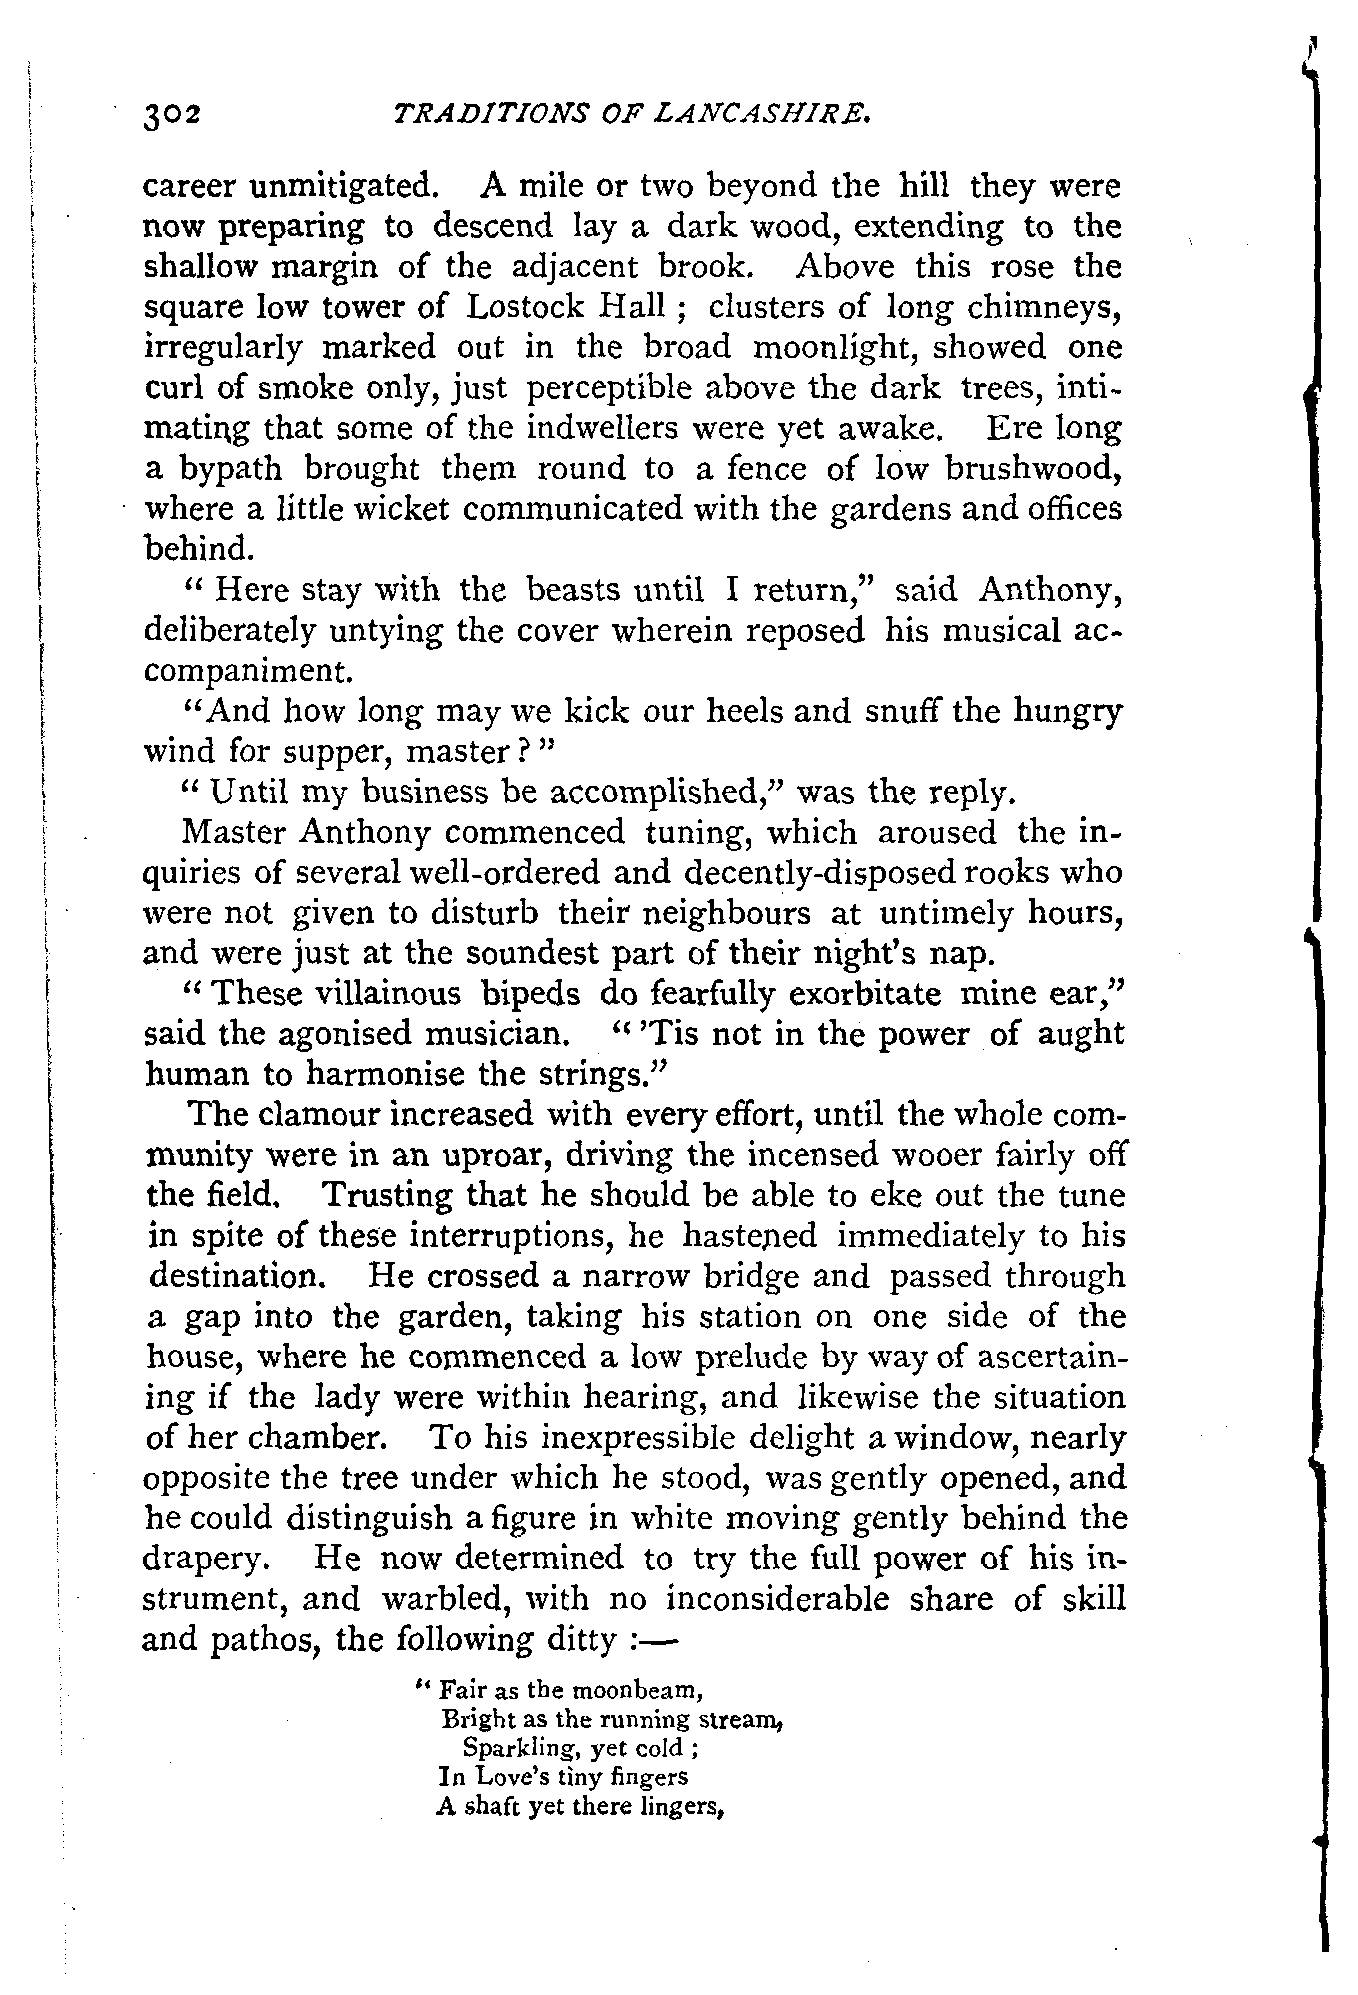 302 TRADITIONS OF LANCASHIRE.
career unmitigated. A mile or two beyond the hill they were
now preparing to descend lay a dark wood, extending to the
shallow margin of the adjacent brook. Above this rose the
square low tower of Lostock Hall ; clusters of long chimneys,
irregularly marked out in the broad moonlight, showed one
curl of smoke only, just perceptible above the dark trees, inti-
mating that some of the indwellers were yet awake. Ere long
a bypath brought them round to a fence of low brushwood,
where a little wicket communicated with the gardens and offices
behind.
“ Here stay with the beasts until I return,” said Anthony,
deliberately untying the cover wherein reposed his musical ac-
companiment.
“And how long may we kick our heels and snuff the hungry
wind for supper, master ? ”
“ Until my business be accomplished,” was the reply.
Master Anthony commenced tuning, which aroused the in-
quiries of several well-ordered and decently-disposed rooks who
were not given to disturb their neighbours at untimely hours,
and were just at the soundest part of their night’s nap.
“ These villainous bipeds do fearfully exorbitate mine ear,”
said the agonised musician. “ ’Tis not in the power of aught
human to harmonise the strings.”
The clamour increased with every effort, until the whole com-
munity were in an uproar, driving the incensed wooer fairly off
the field. Trusting that he should be able to eke out the tune
in spite of these interruptions, he hastened immediately to his
destination. He crossed a narrow bridge and passed through
a gap into the garden, taking his station on one side of the
house, where he commenced a low prelude by way of ascertain-
ing if the lady were within hearing, and likewise the situation
of her chamber. To his inexpressible delight a window, nearly
opposite the tree under which he stood, was gently opened, and
he could distinguish a figure in white moving gently behind the
drapery. He now determined to try the full power of his in-
strument, and warbled, with no inconsiderable share of skill
and pathos, the following ditty :—
“ Fair as the moonbeam,
Bright as the running stream,
Sparkling, yet cold ;
In Love’s tiny fingers
A shaft yet there lingers,